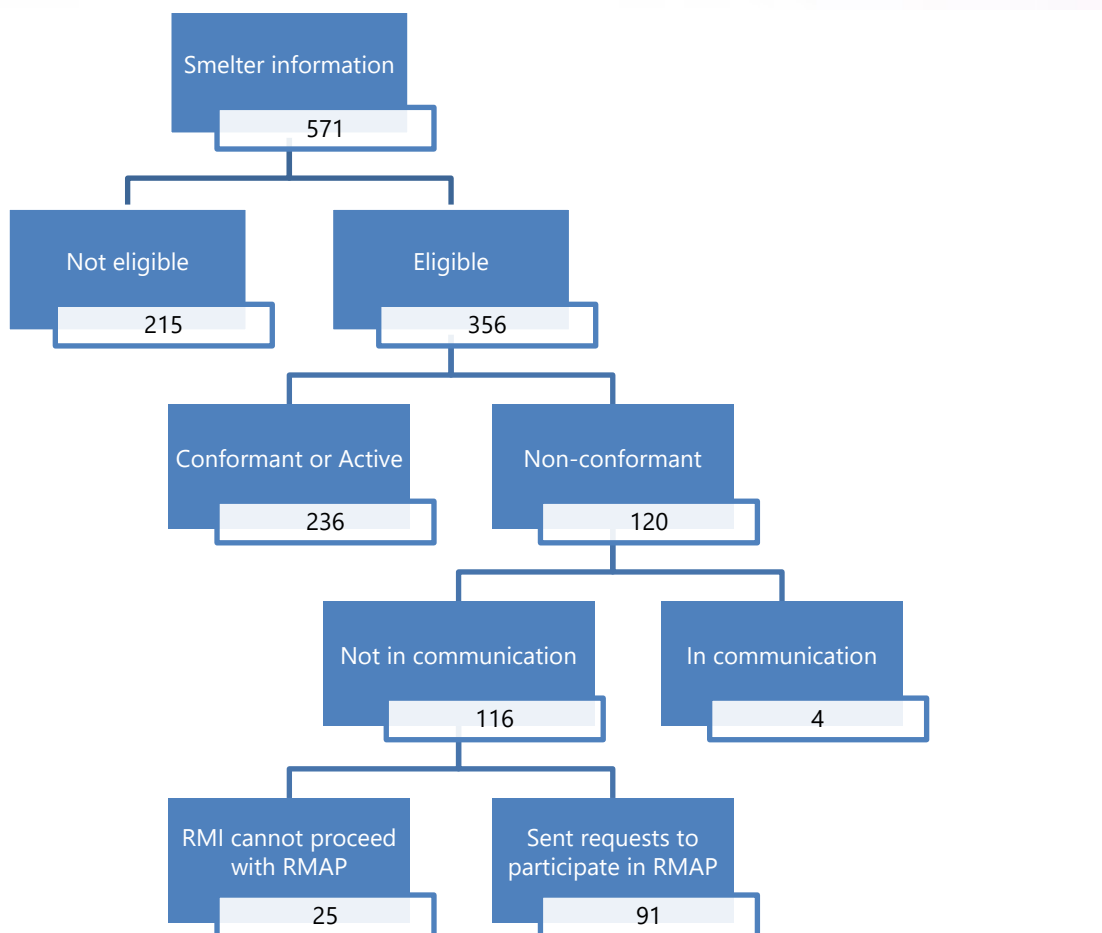 Smelter information
571
Not eligible
215
Eligible
356
Conformant or Active
236
Non-conformant
120
Not in communication
116
In communication
4
RMI cannot proceed
with RMAP
25
Sent requests to
participate in RMAP
91